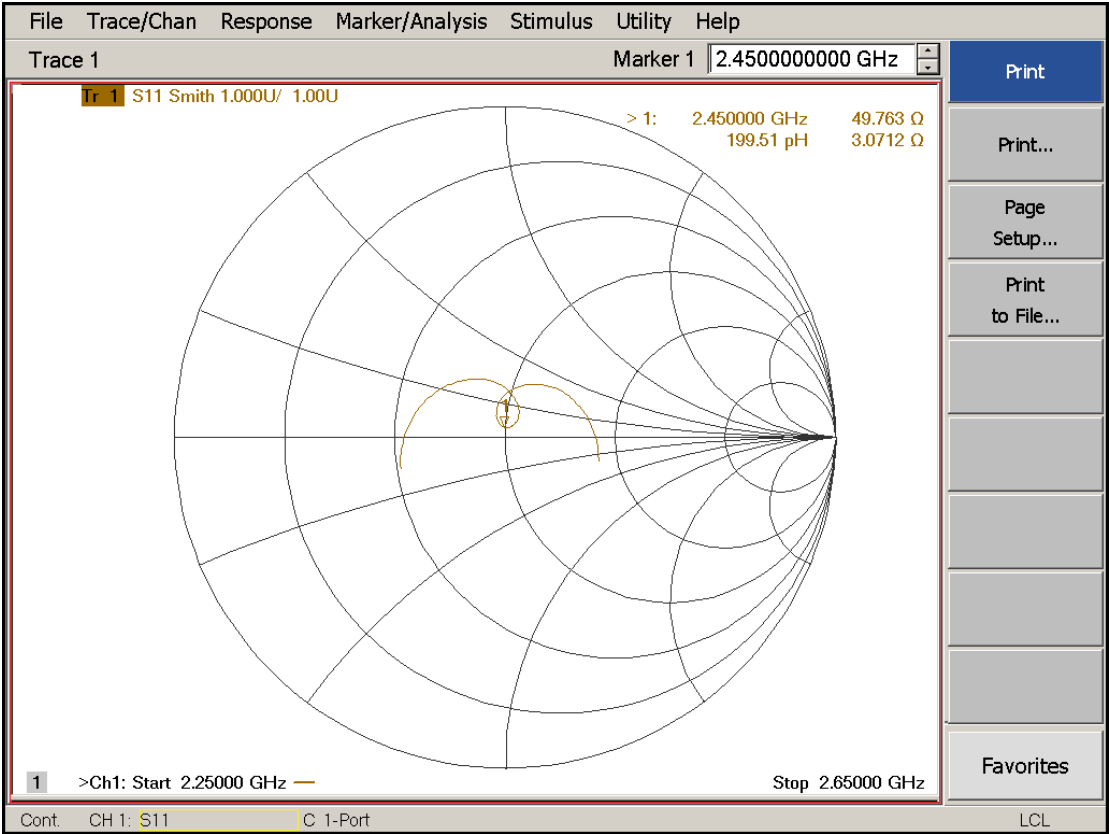 File Trace/Chan Response Marker/Analysis Stimulus Utility Help
Trace 1 Marker 1 2.4500000000 GHz
Print
Tr 1 S11 Smith 1.000U/ 1.00U
> 1: 2.450000 GHz 49.763 Ω
199.51 pH 3.0712 Ω
1
Print...
Page
Setup...
Print
to File...
Favorites
1 >Ch1: Start 2.25000 GHz Stop 2.65000 GHz
Cont. CH 1: S11 C 1-Port LCL